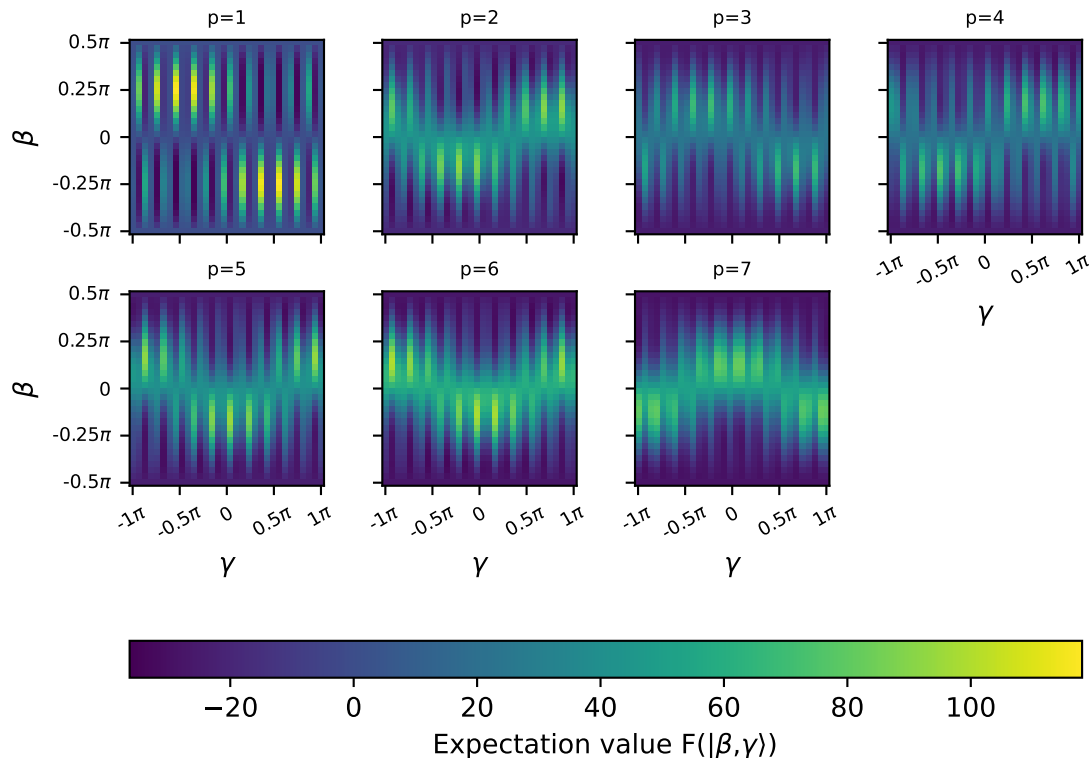 p=1 p=2 p=3 p=4
0.5π
0.25π
0
-0.25π
-0.5π
β
-1π -0.5π 0 0.5π 1π
γ
p=5 p=6 p=7
0.5π
0.25π
0
-0.25π
-0.5π
β
-1π -0.5π 0 0.5π 1π -1π -0.5π 0 0.5π 1π -1π -0.5π 0 0.5π 1π
γ γ γ
−20 0 20 40 60 80 100
Expectation value F(|β,γ⟩)